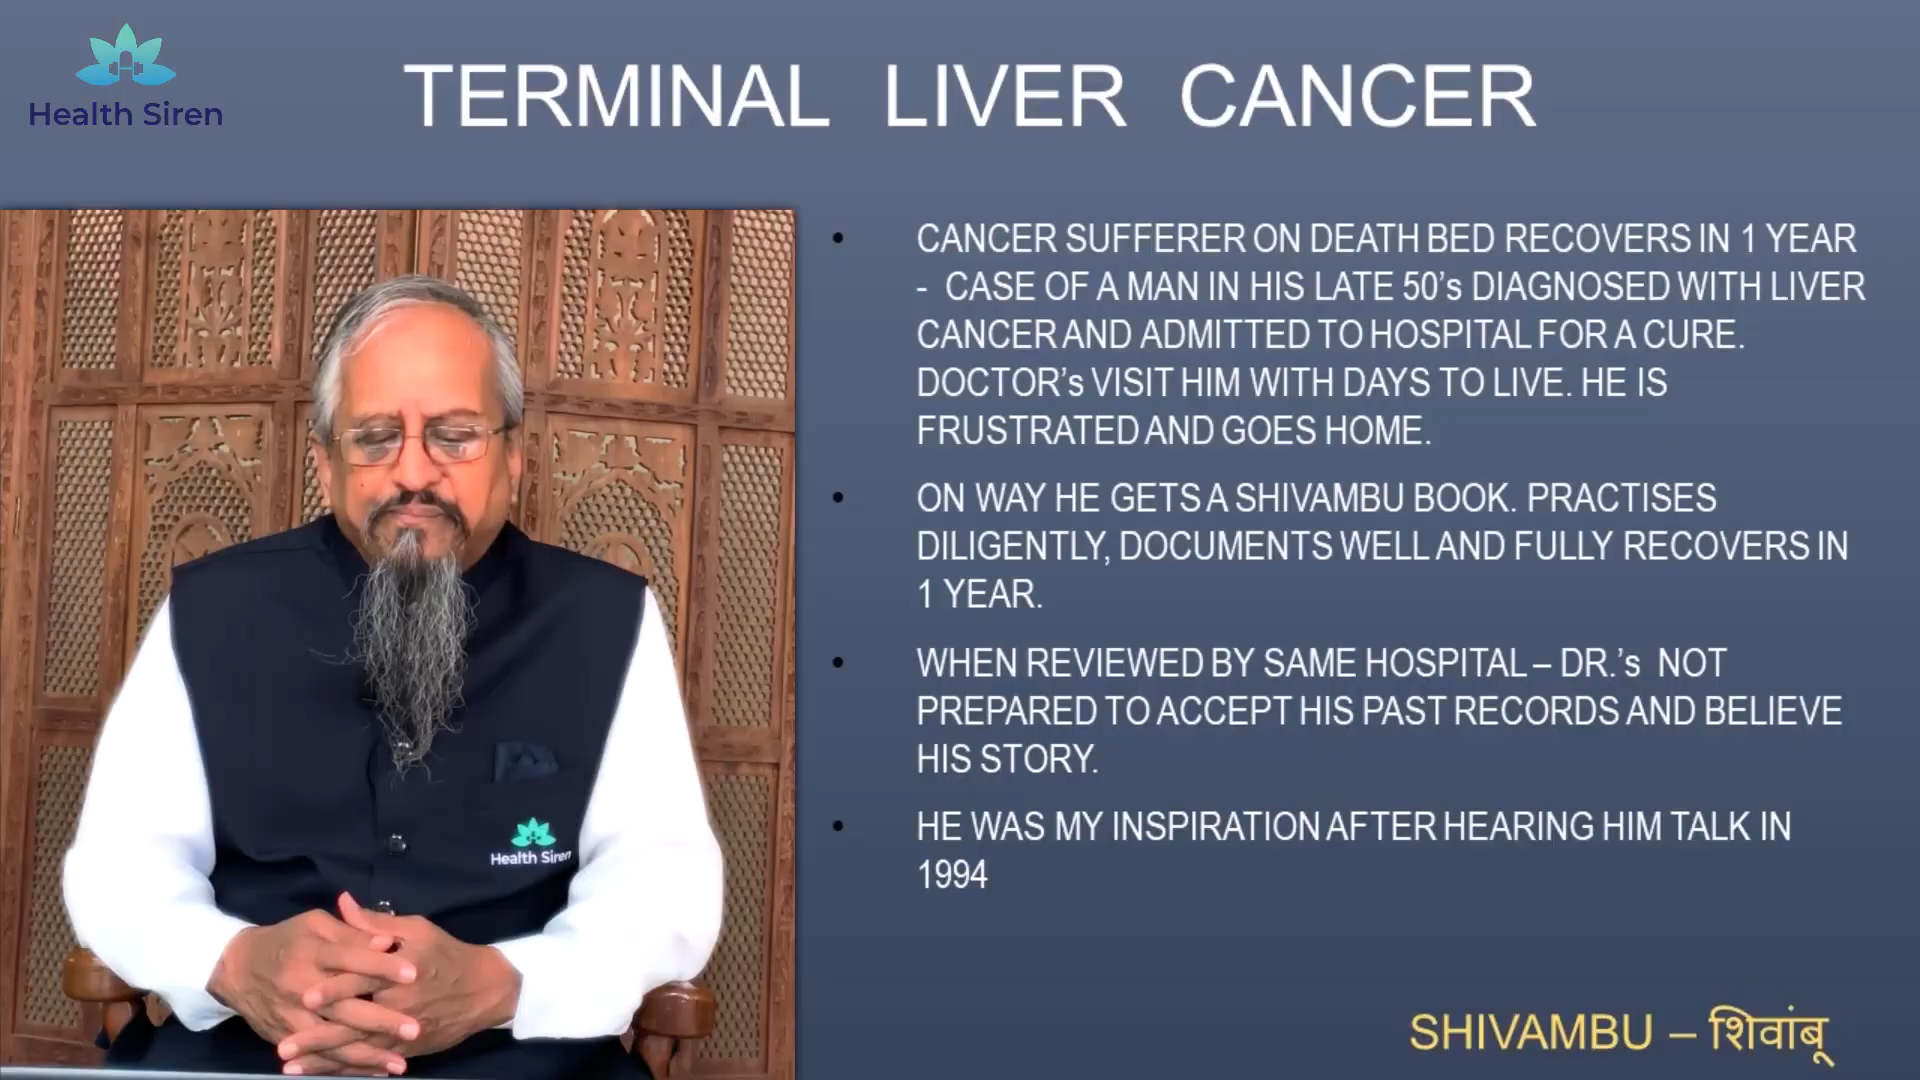 Health Siren
TERMINAL LIVER CANCER
• CANCER SUFFERER ON DEATH BED RECOVERS IN 1 YEAR
- CASE OF A MAN IN HIS LATE 50's DIAGNOSED WITH LIVER
CANCER AND ADMITTED TO HOSPITAL FOR A CURE.
DOCTOR's VISIT HIM WITH DAYS TO LIVE. HE IS
FRUSTRATED AND GOES HOME.
• ON WAY HE GETS A SHIVAMBU BOOK. PRACTISES
DILIGENTLY, DOCUMENTS WELL AND FULLY RECOVERS IN
1 YEAR.
• WHEN REVIEWED BY SAME HOSPITAL – DR.'s NOT
PREPARED TO ACCEPT HIS PAST RECORDS AND BELIEVE
HIS STORY.
• HE WAS MY INSPIRATION AFTER HEARING HIM TALK IN
1994
Health Siren
SHIVAMBU – शिवांबू